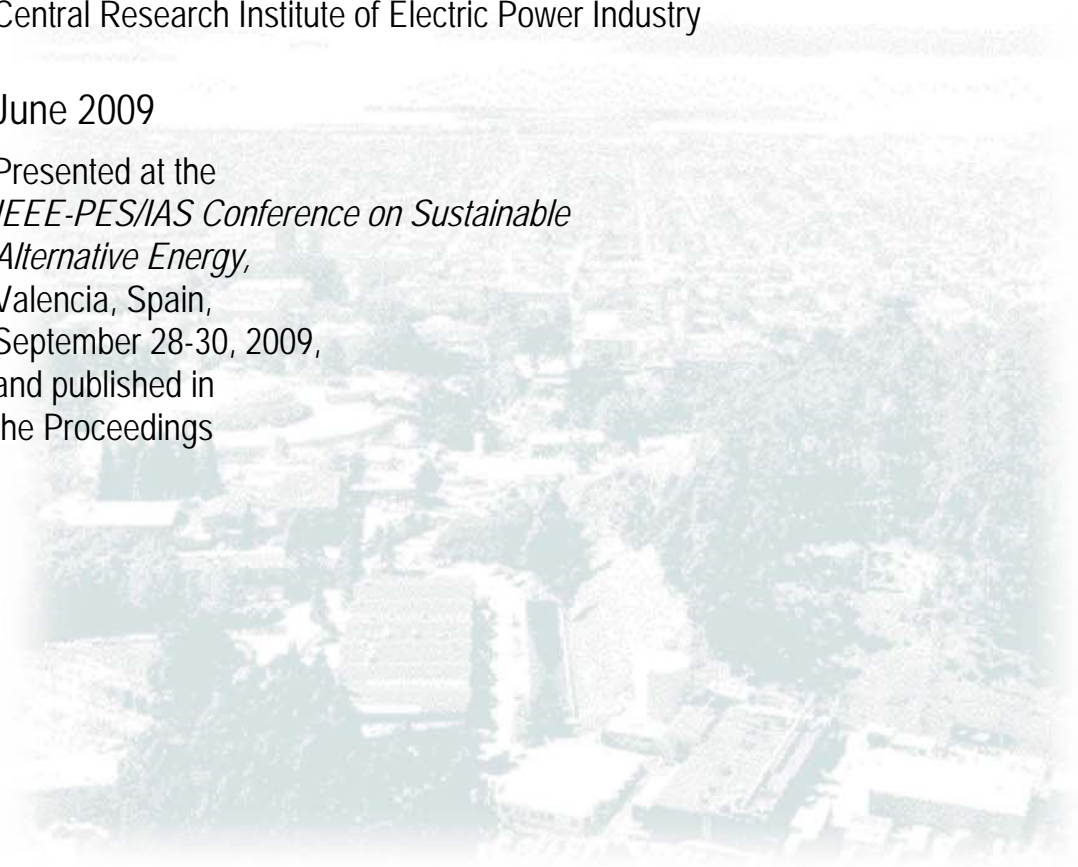 Central Research Institute of Electric Power Industry
June 2009
Presented at the
IEEE-PES/IAS Conference on Sustainable
Alternative Energy,
Valencia, Spain,
September 28-30, 2009,
and published in
the Proceedings